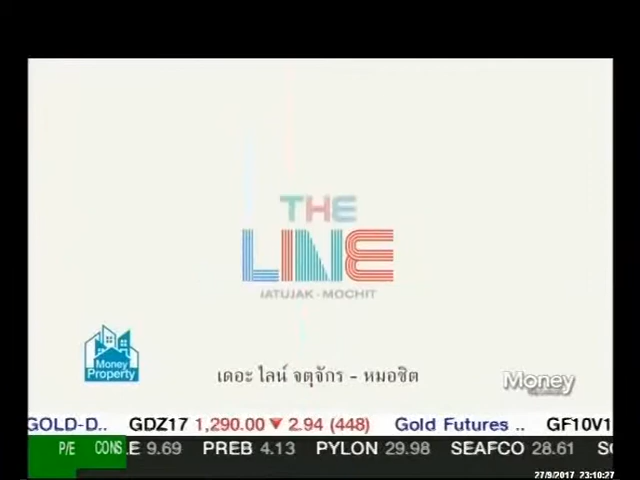 THE
LINE
JATUJAK - MOCHIT
Money
Property
เดอะ ไลน์ จตุจักร - หมอชิต
Money
GOLD-D.. GDZ17 1,290.00 ▼ 2.94 (448) Gold Futures .. GF10V1
P/E CONS .E 9.69 PREB 4.13 PYLON 29.98 SEAFCO 28.61 SC
27/9/2017 23:10:27